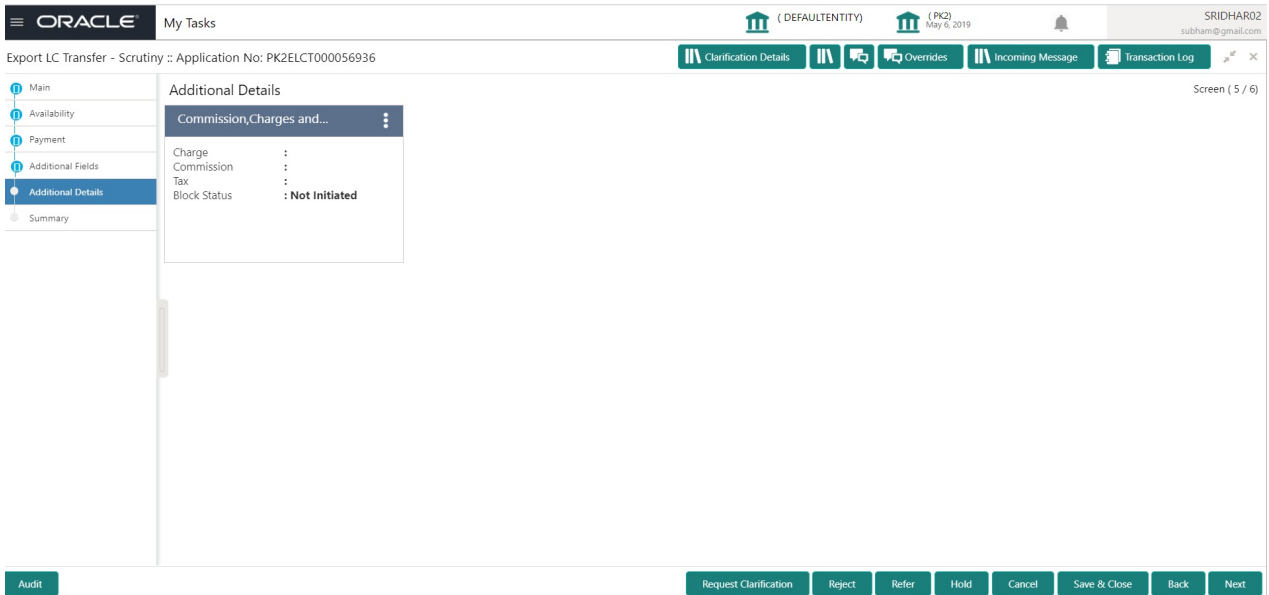 ORACLE
My Tasks
( DEFAULTENTITY)
( PK2)
May 6, 2019
SRIDHAR02
subham@gmail.com
Export LC Transfer - Scrutiny :: Application No: PK2ELCT000056936
Clarification Details
Overrides
Incoming Message
Transaction Log
Main
Availability
Payment
Additional Fields
Additional Details
Summary
Additional Details
Screen ( 5 / 6)
Commission,Charges and...
Charge :
Commission :
Tax :
Block Status : Not Initiated
Audit
Request Clarification
Reject
Refer
Hold
Cancel
Save & Close
Back
Next